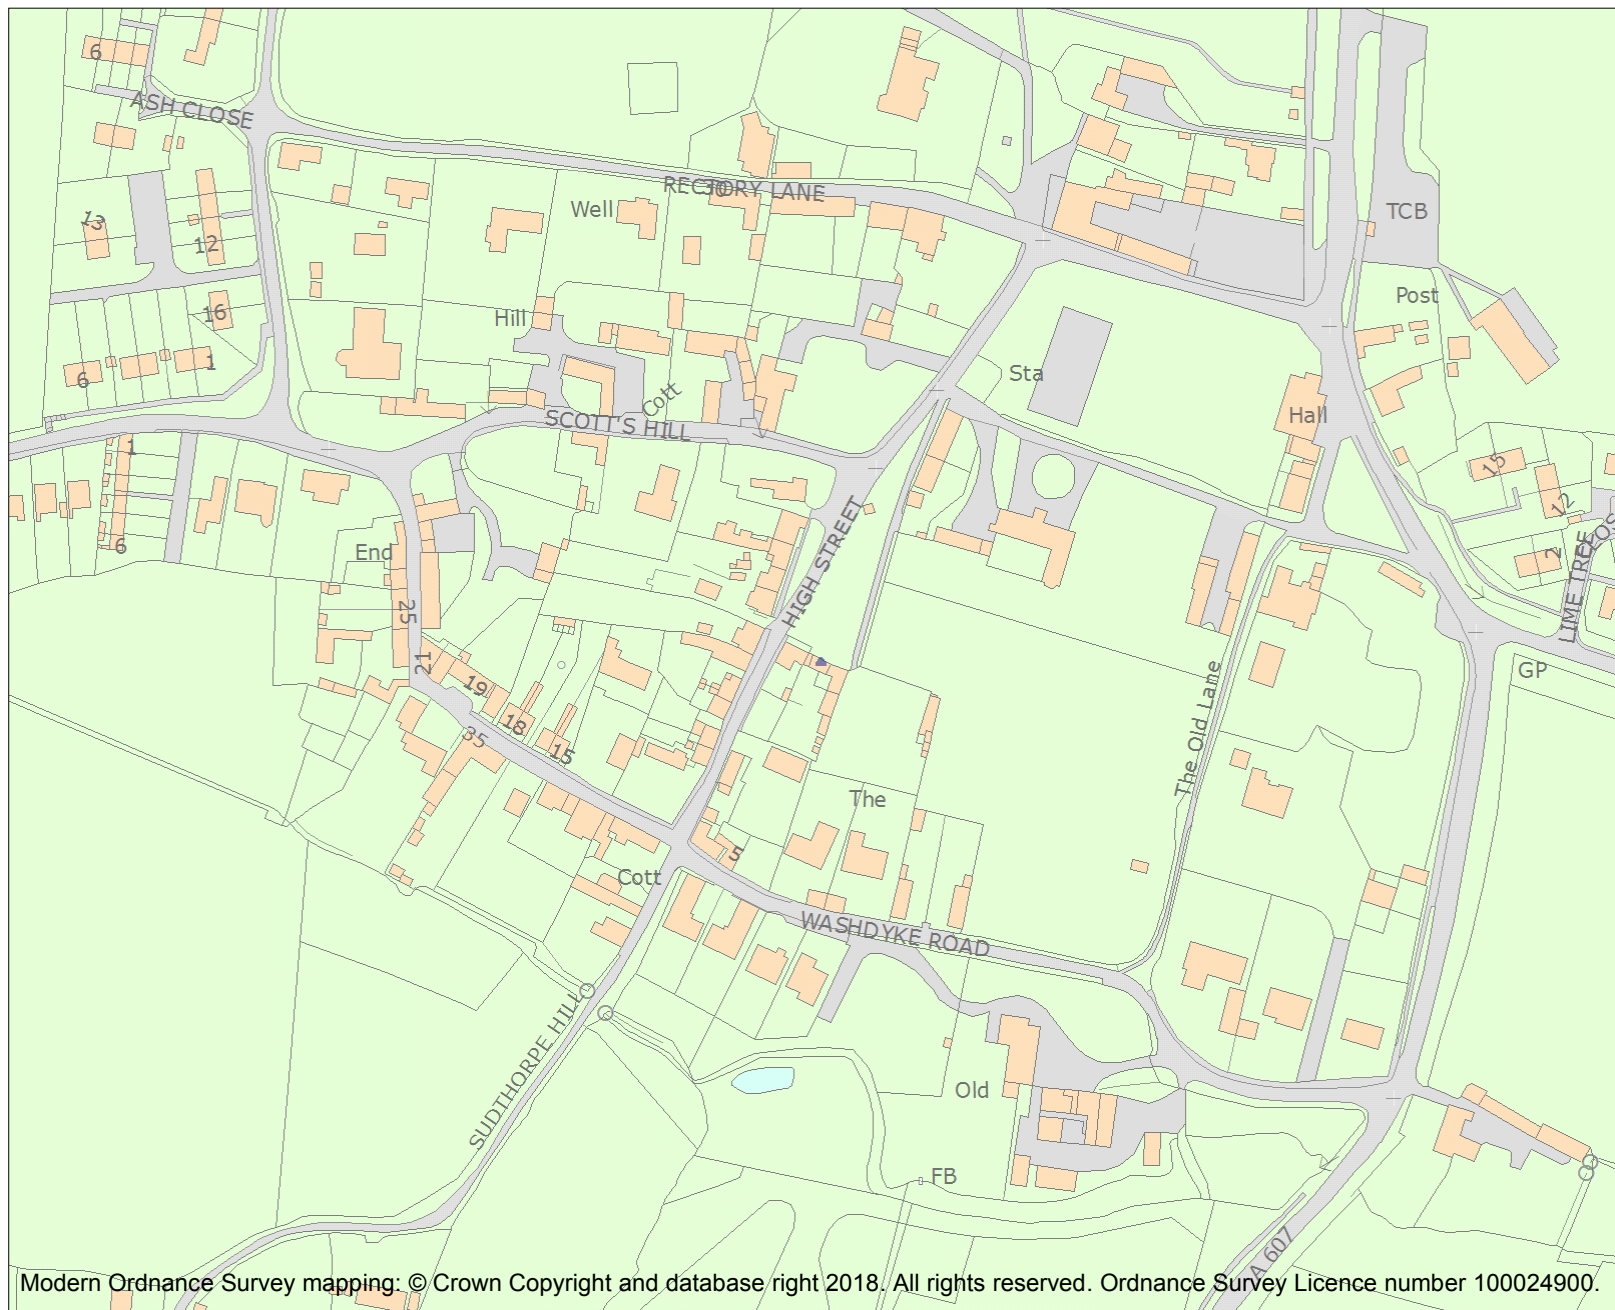 6
ASH CLOSE
RECTORY LANE
30
Well
13
12
TCB
16
Hill
Post
1
6
Sta
Cott
SCOTT'S HILL
Hall
1
15
12
6
End
HIGH STREET
2
LIME TREE
25
21
19
18
35
15
GP
The Old Lane
The
5
Cott
WASHDYKE ROAD
SUDTHORPE HILL
Old
FB
A 607
Modern Ordnance Survey mapping: © Crown Copyright and database right 2018. All rights reserved. Ordnance Survey Licence number 100024900.